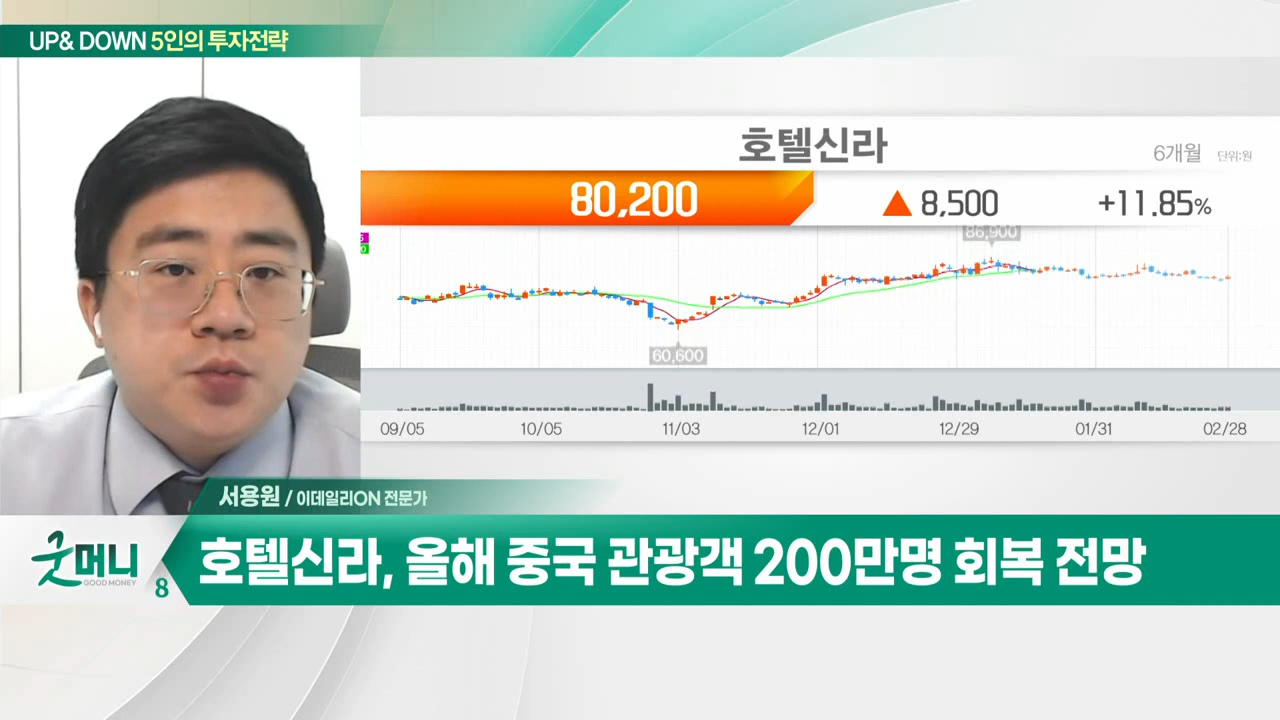 UP& DOWN 5인의 투자전략
호텔신라
6개월 단위:원
80,200 ▲ 8,500 +11.85%
86,900
60,600
09/05 10/05 11/03 12/01 12/29 01/31 02/28
서용원 / 이데일리ON 전문가
굿머니
GOOD MONEY
8
호텔신라, 올해 중국 관광객 200만명 회복 전망